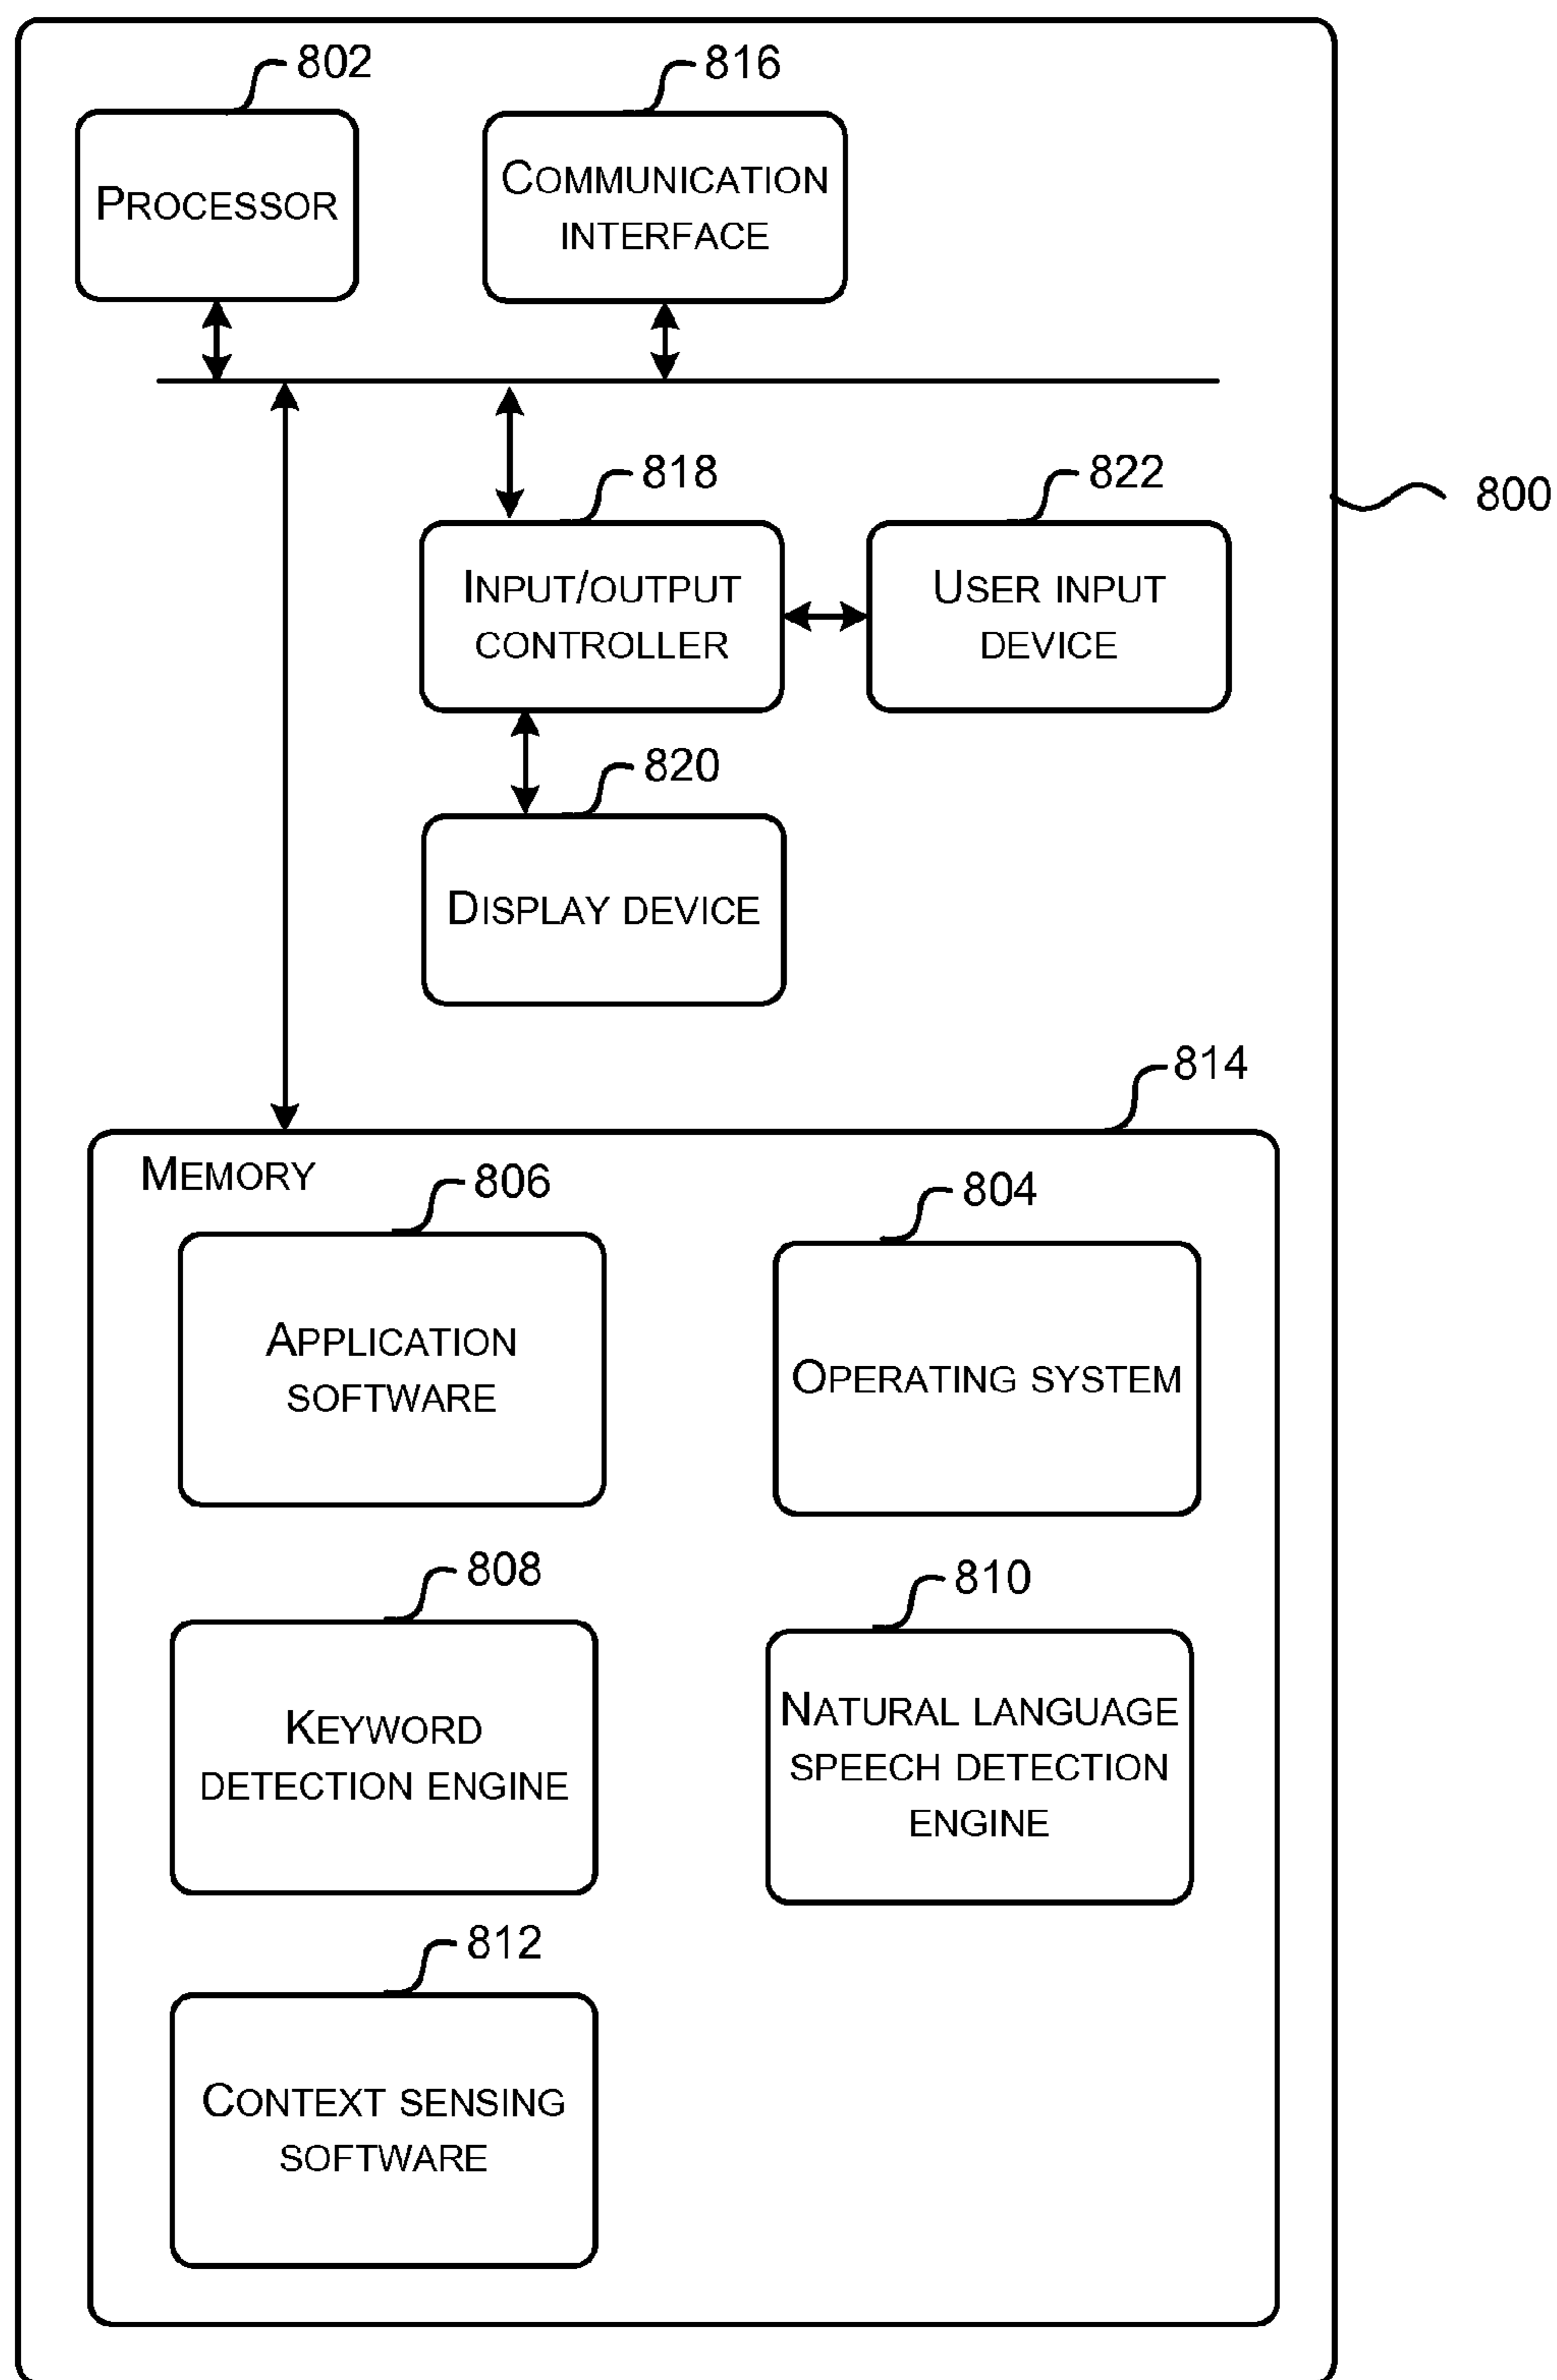 802
816
PROCESSOR
COMMUNICATION
INTERFACE
818
822
800
INPUT/OUTPUT
CONTROLLER
USER INPUT
DEVICE
820
DISPLAY DEVICE
814
MEMORY
806
804
APPLICATION
SOFTWARE
OPERATING SYSTEM
808
810
KEYWORD
DETECTION ENGINE
NATURAL LANGUAGE
SPEECH DETECTION
ENGINE
812
CONTEXT SENSING
SOFTWARE